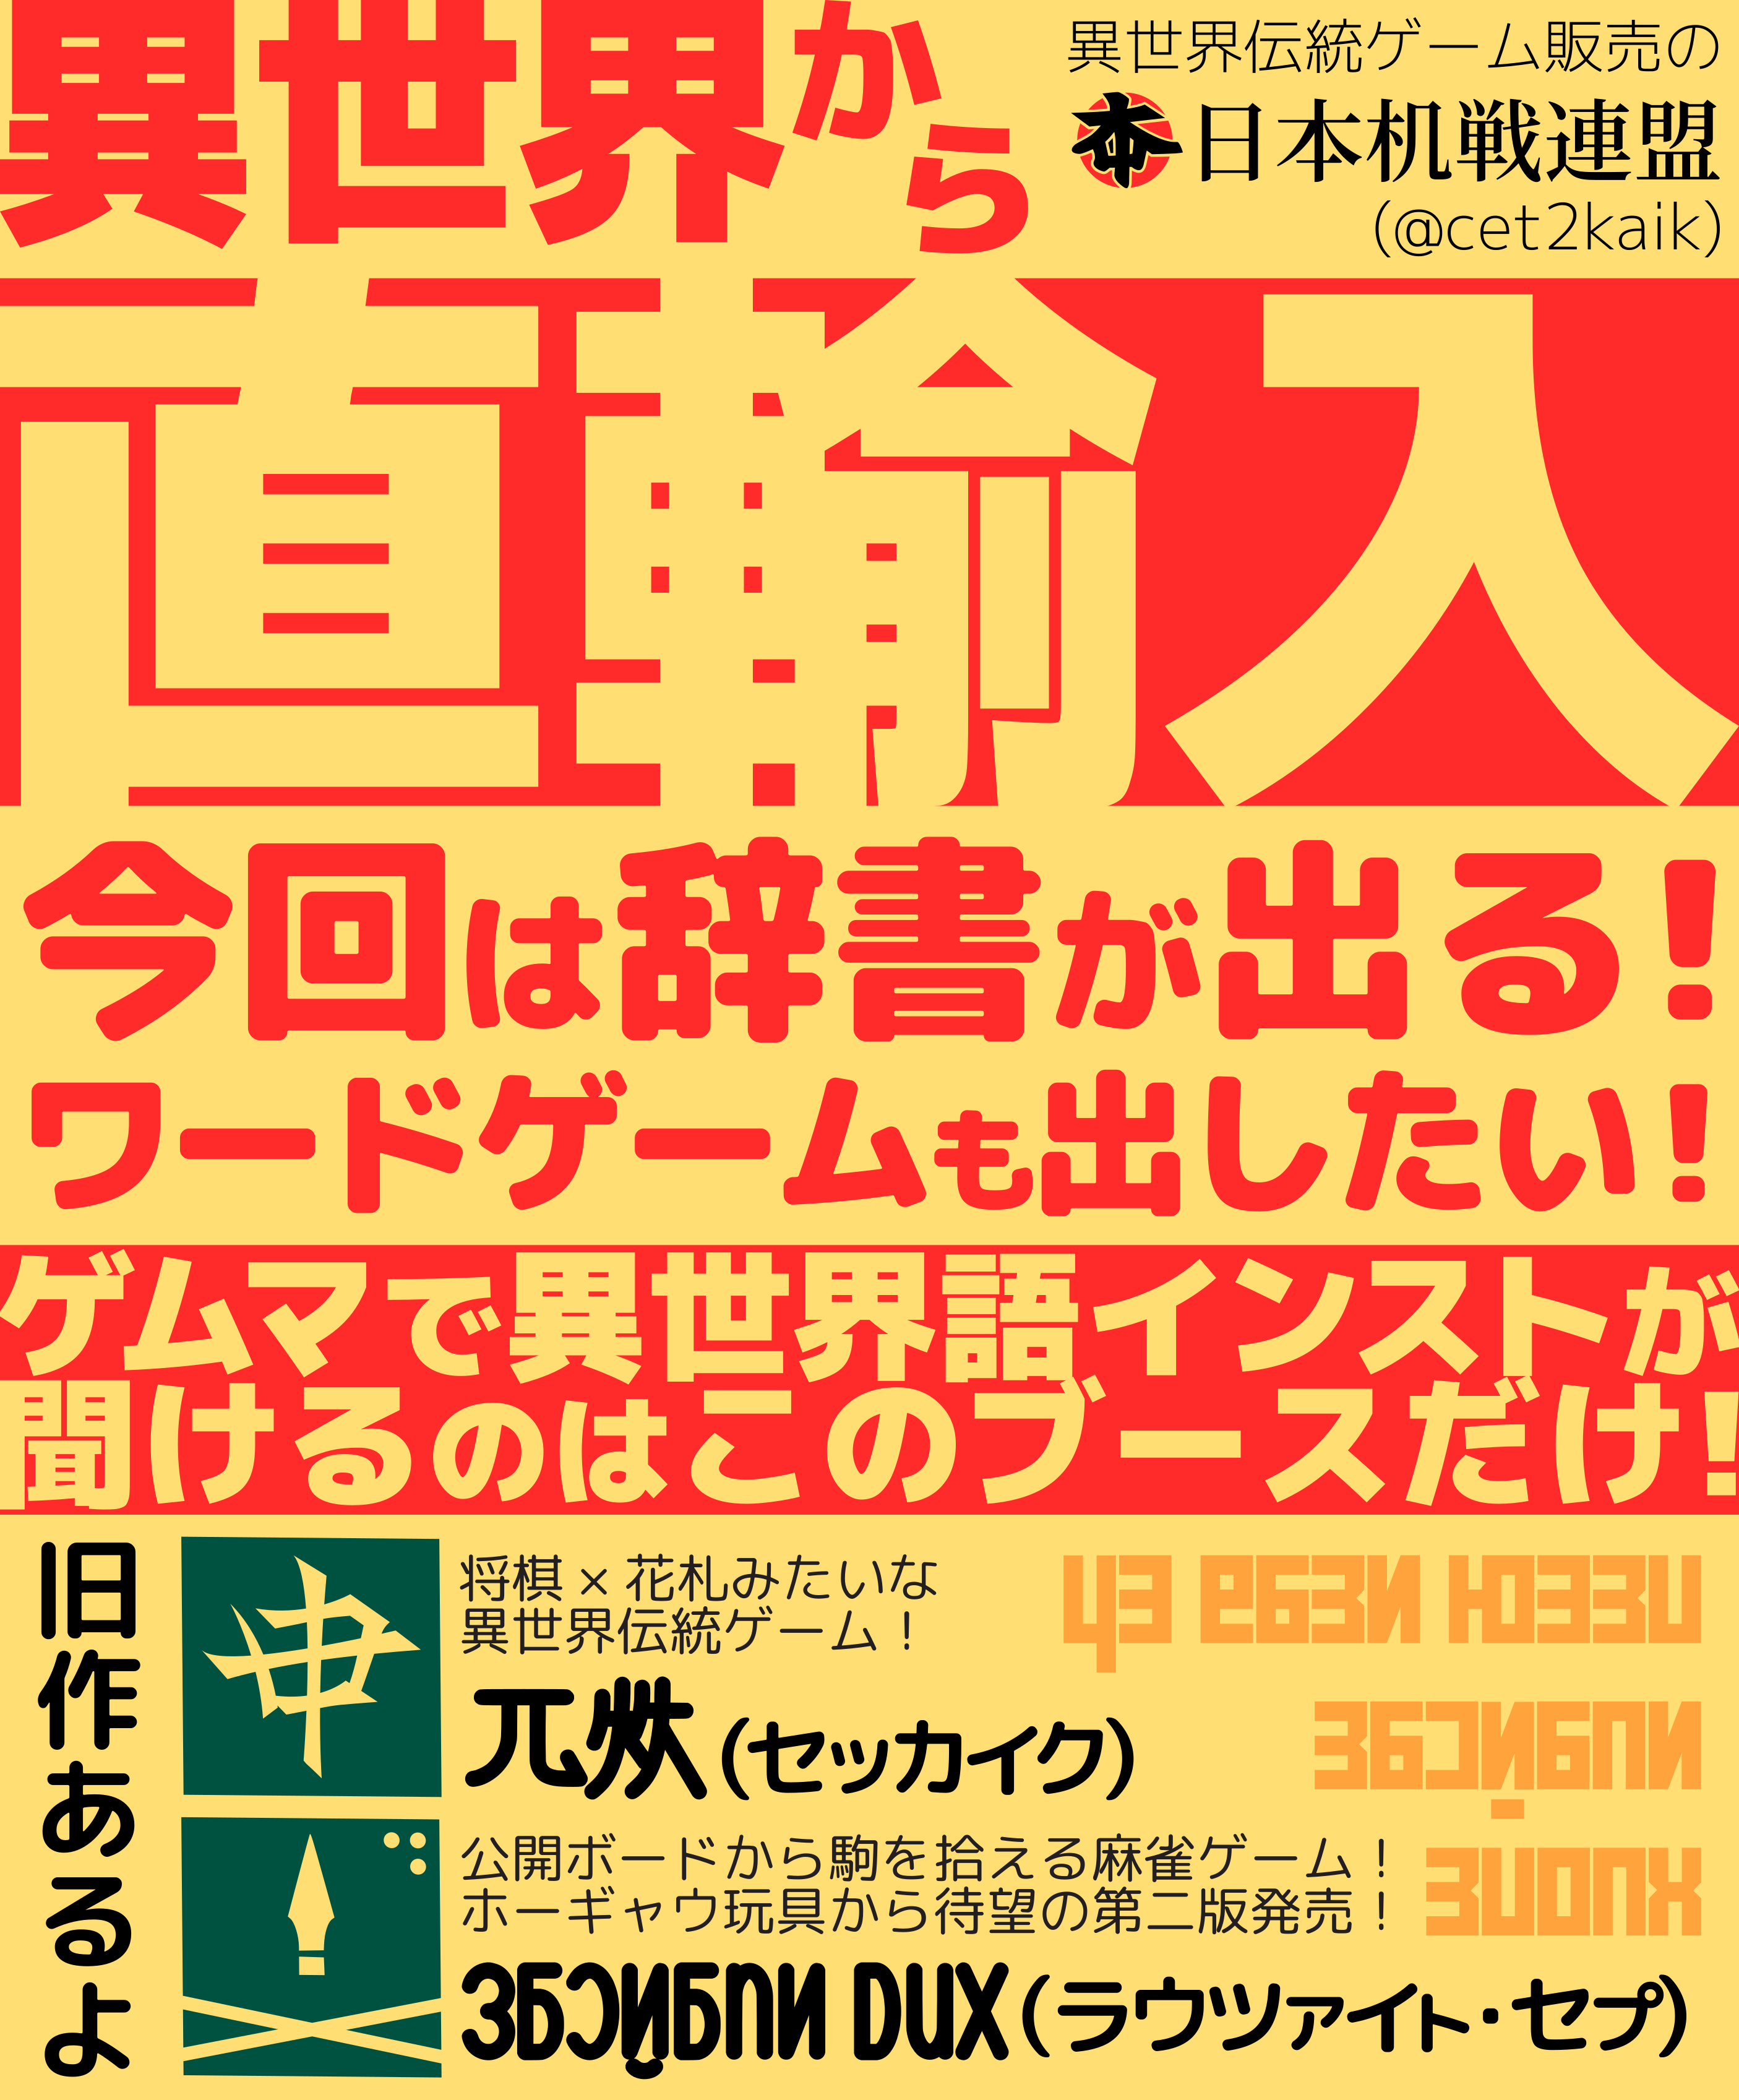 異世界から
異世界伝統ゲーム販売の
日本机戦連盟
(@cet2kaik)
直輸入
今回は辞書が出る！
ワードゲームも出したい！
ゲムマで異世界語インストが
聞けるのはこのブースだけ！
旧作あるよ
将棋×花札みたいな
異世界伝統ゲーム！
(セッカイク)
公開ボードから駒を拾える麻雀ゲーム！
ホーギャウ玩具から待望の第二版発売！
(ラウツァイト・セプ)